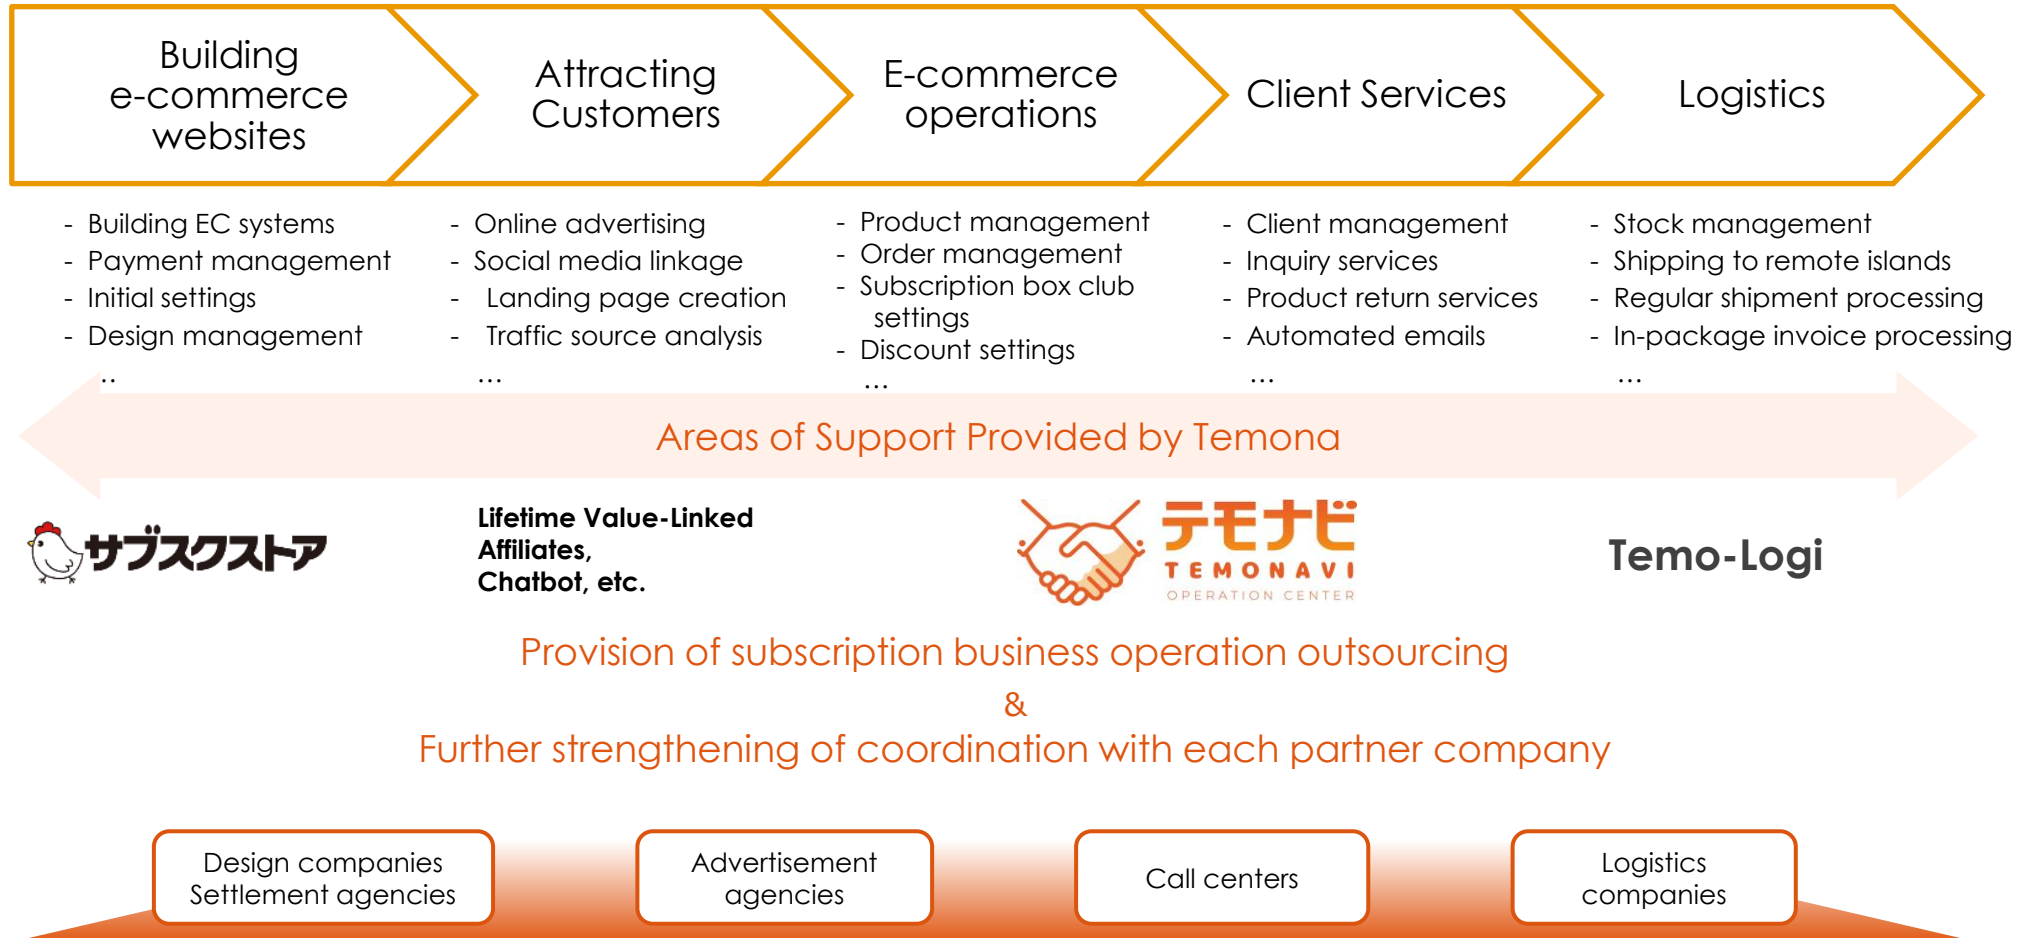 Building
e-commerce
websites
Attracting
Customers
E-commerce
operations
Client Services
Logistics
- Building EC systems
- Payment management
- Initial settings
- Design management
..
- Online advertising
- Social media linkage
- Landing page creation
- Traffic source analysis
...
- Product management
- Order management
- Subscription box club
settings
- Discount settings
...
- Client management
- Inquiry services
- Product return services
- Automated emails
...
- Stock management
- Shipping to remote islands
- Regular shipment processing
- In-package invoice processing
...
Areas of Support Provided by Temona
サブスクストア
Lifetime Value-Linked
Affiliates,
Chatbot, etc.
テモナビ
TEMONAVI
OPERATION CENTER
Temo-Logi
Provision of subscription business operation outsourcing
&
Further strengthening of coordination with each partner company
Design companies
Settlement agencies
Advertisement
agencies
Call centers
Logistics
companies